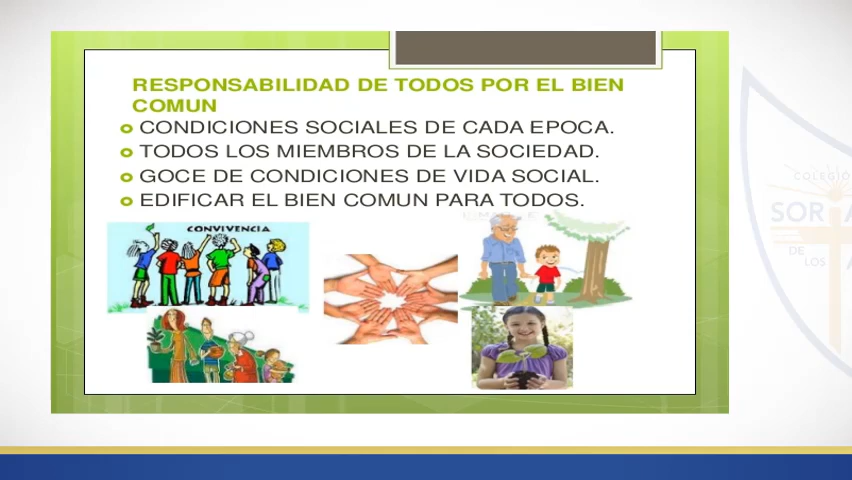 RESPONSABILIDAD DE TODOS POR EL BIEN
COMUN
CONDICIONES SOCIALES DE CADA EPOCA.
TODOS LOS MIEMBROS DE LA SOCIEDAD.
GOCE DE CONDICIONES DE VIDA SOCIAL.
EDIFICAR EL BIEN COMUN PARA TODOS.
CONVIVENCIA
COLEGIO
SOR
DE
LOS